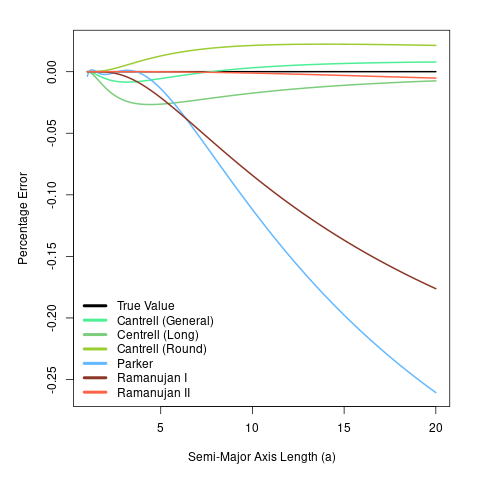 0.00
-0.05
-0.10
-0.15
-0.20
-0.25
Percentage Error
True Value
Cantrell (General)
Centrell (Long)
Cantrell (Round)
Parker
Ramanujan I
Ramanujan II
5 10 15 20
Semi-Major Axis Length (a)